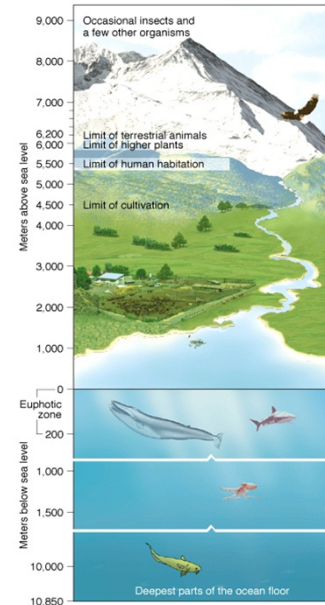 9,000
Occasional insects and
a few other organisms
8,000
7,000
6,200
Limit of terrestrial animals
6,000
Limit of higher plants
5,500
Limit of human habitation
5,000
4,500
Limit of cultivation
4,000
3,000
2,000
1,000
0
Meters above sea level
Euphotic
zone
200
1,000
1,500
10,000
10,850
Meters below sea level
Deepest parts of the ocean floor